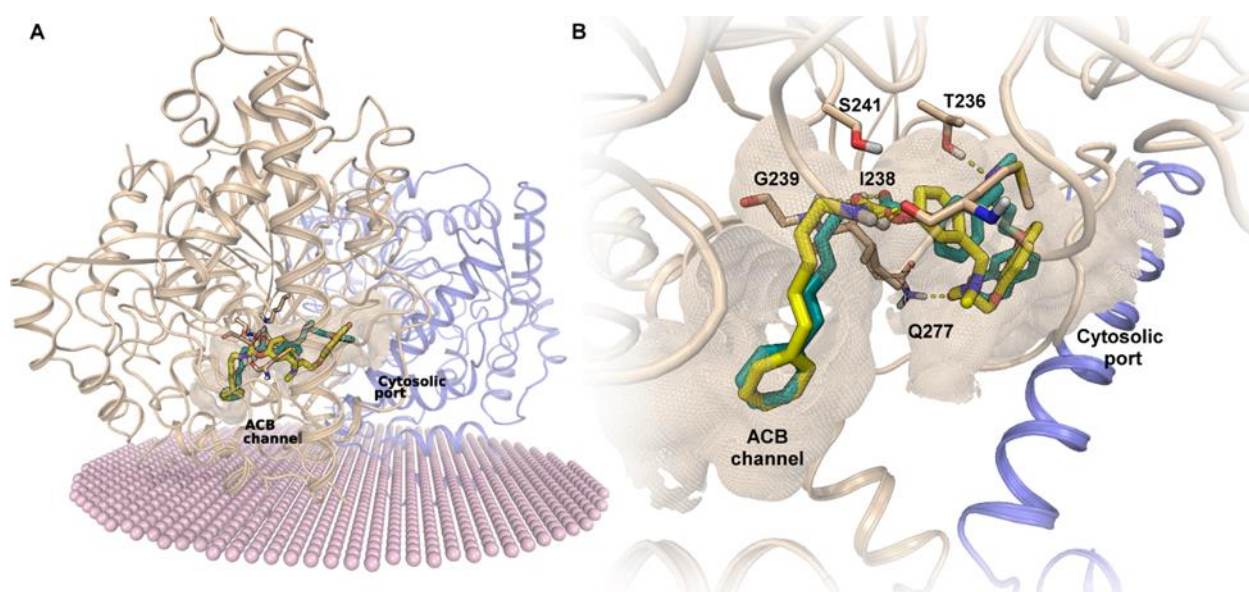 A
Cytosolic
port
ACB
channel
B
S241
T236
G239
I238
Q277
Cytosolic
port
ACB
channel